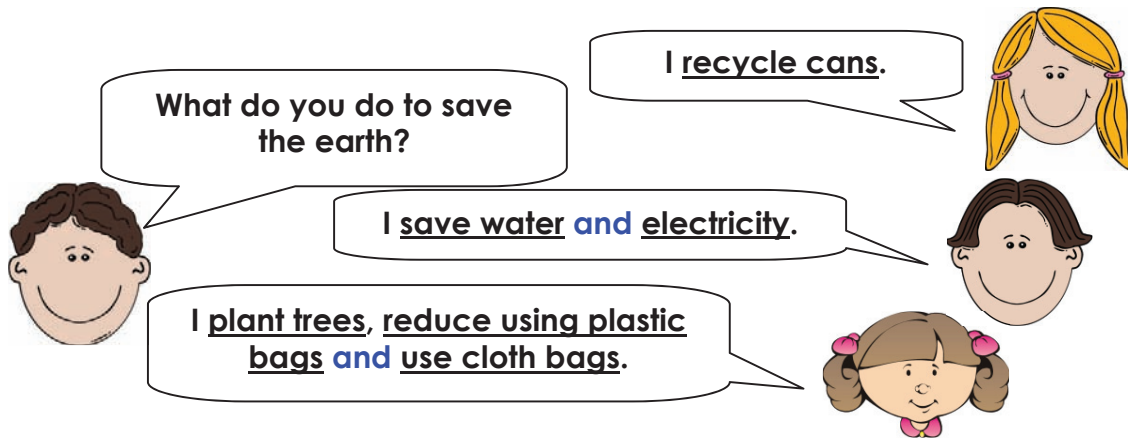 What do you do to save
the earth?
I recycle cans.
I save water and electricity.
I plant trees, reduce using plastic
bags and use cloth bags.